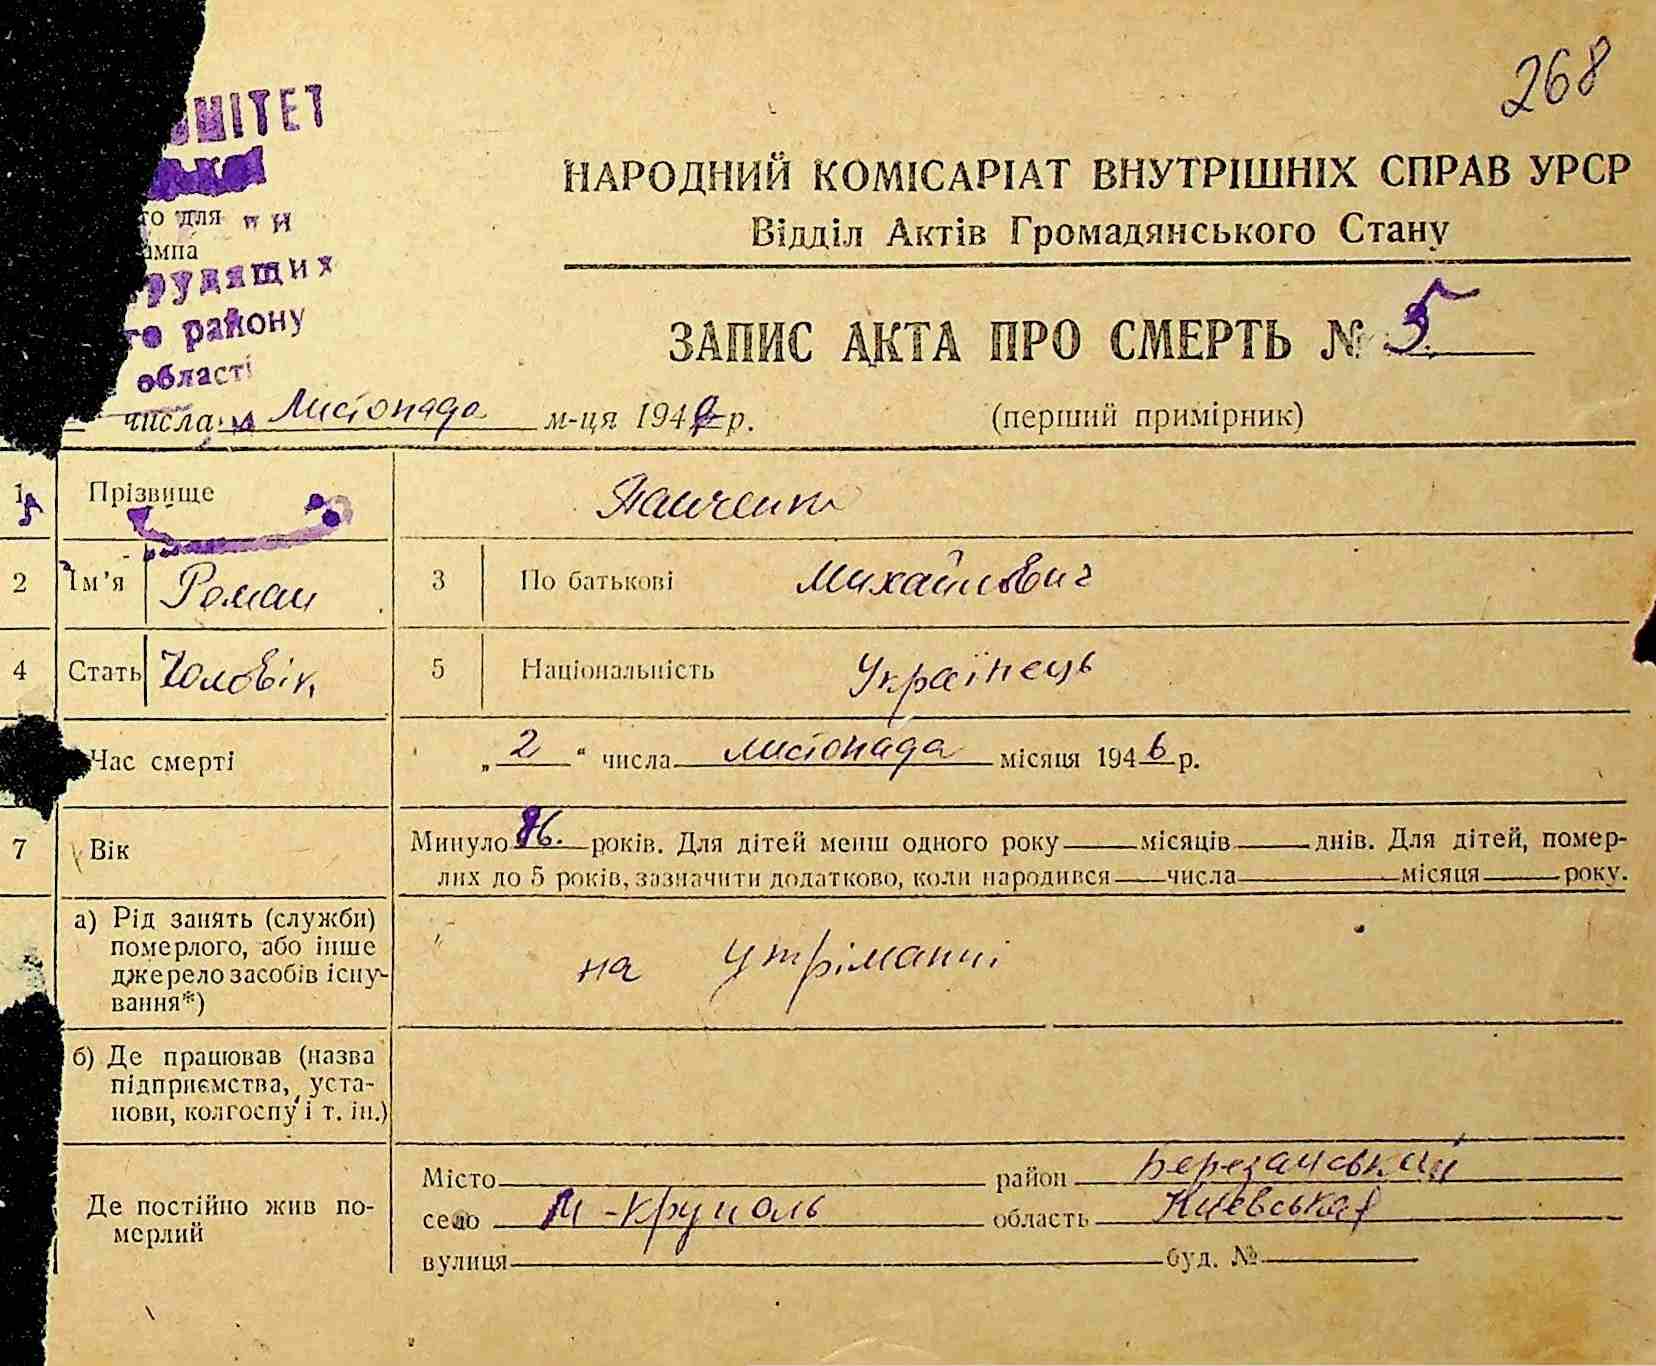 268
НАРОДНИЙ КОМІСАРІАТ ВНУТРІШНІХ СПРАВ УРСР
Відділ Актів Громадянського Стану
ЗАПИС АКТА ПРО СМЕРТЬ № 5
області
району
числа Листопада м-ця 194 р. (перший примірник)
1 Прізвище Панченко
2 Ім'я Роман 3 По батькові Михайлович
4 Стать Чоловік 5 Національність Українець
Час смерті „ 2 “ числа листопада місяця 1946 р.
7 Вік Минуло 86. років. Для дітей менш одного року місяців днів. Для дітей, помер-
лих до 5 років, зазначити додатково, коли народився числа місяця року.
а) Рід занять (служби)
померлого, або інше
джерело засобів існу-
вання*)
на утріманні
б) Де працював (назва
підприємства, уста-
нови, колгоспу і т. ін.)
Де постійно жив по-
мерлий
Місто район Березанський
село М-Круполь область Киевська
вулиця буд. №